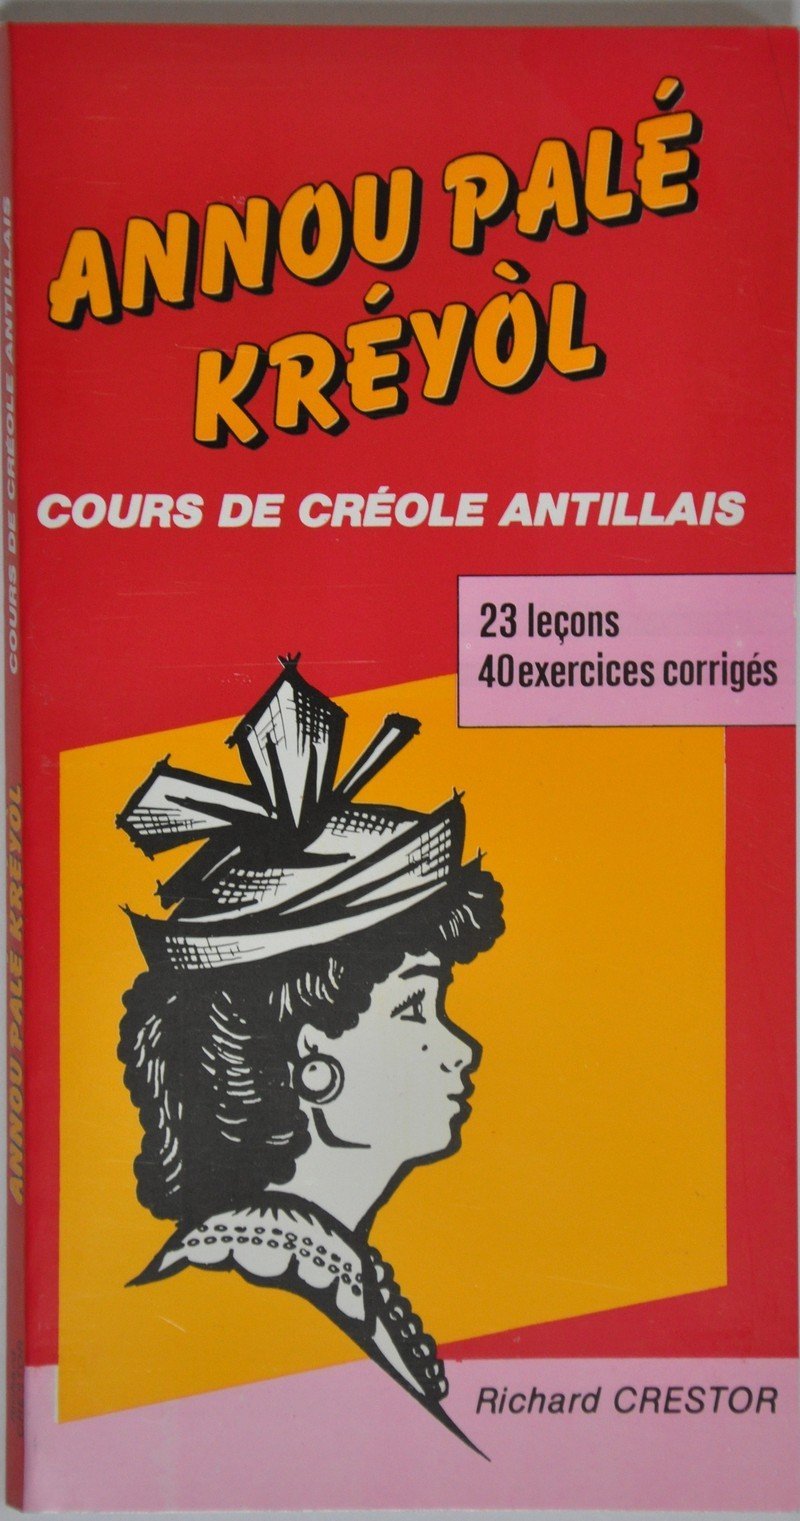 ANNOU PALÉ
KRÉYÒL
COURS DE CRÉOLE ANTILLAIS
23 leçons
40 exercices corrigés
Richard CRESTOR
ANNOU PALÉ KRÉYÒL
COURS DE CRÉOLE ANTILLAIS